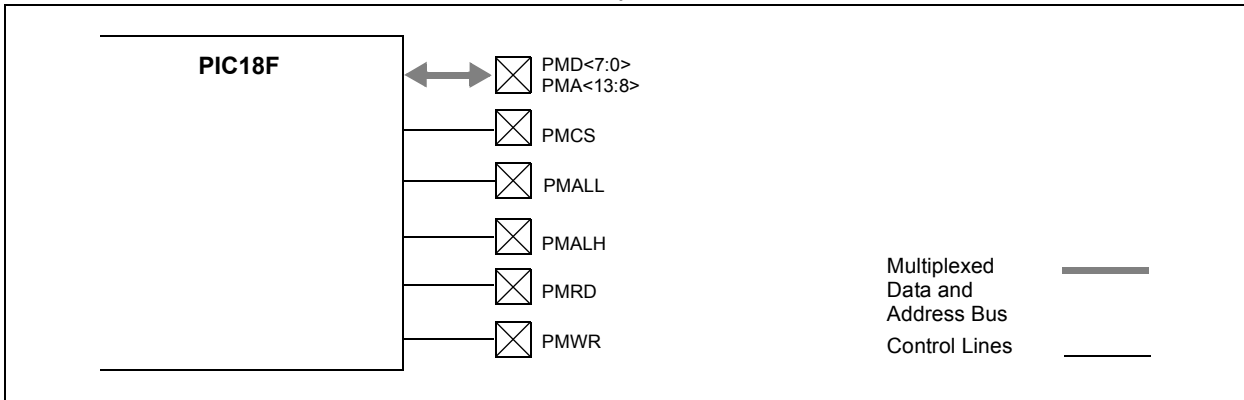 PIC18F
PMD<7:0>
PMA<13:8>
PMCS
PMALL
PMALH
PMRD
PMWR
Multiplexed
Data and
Address Bus
Control Lines